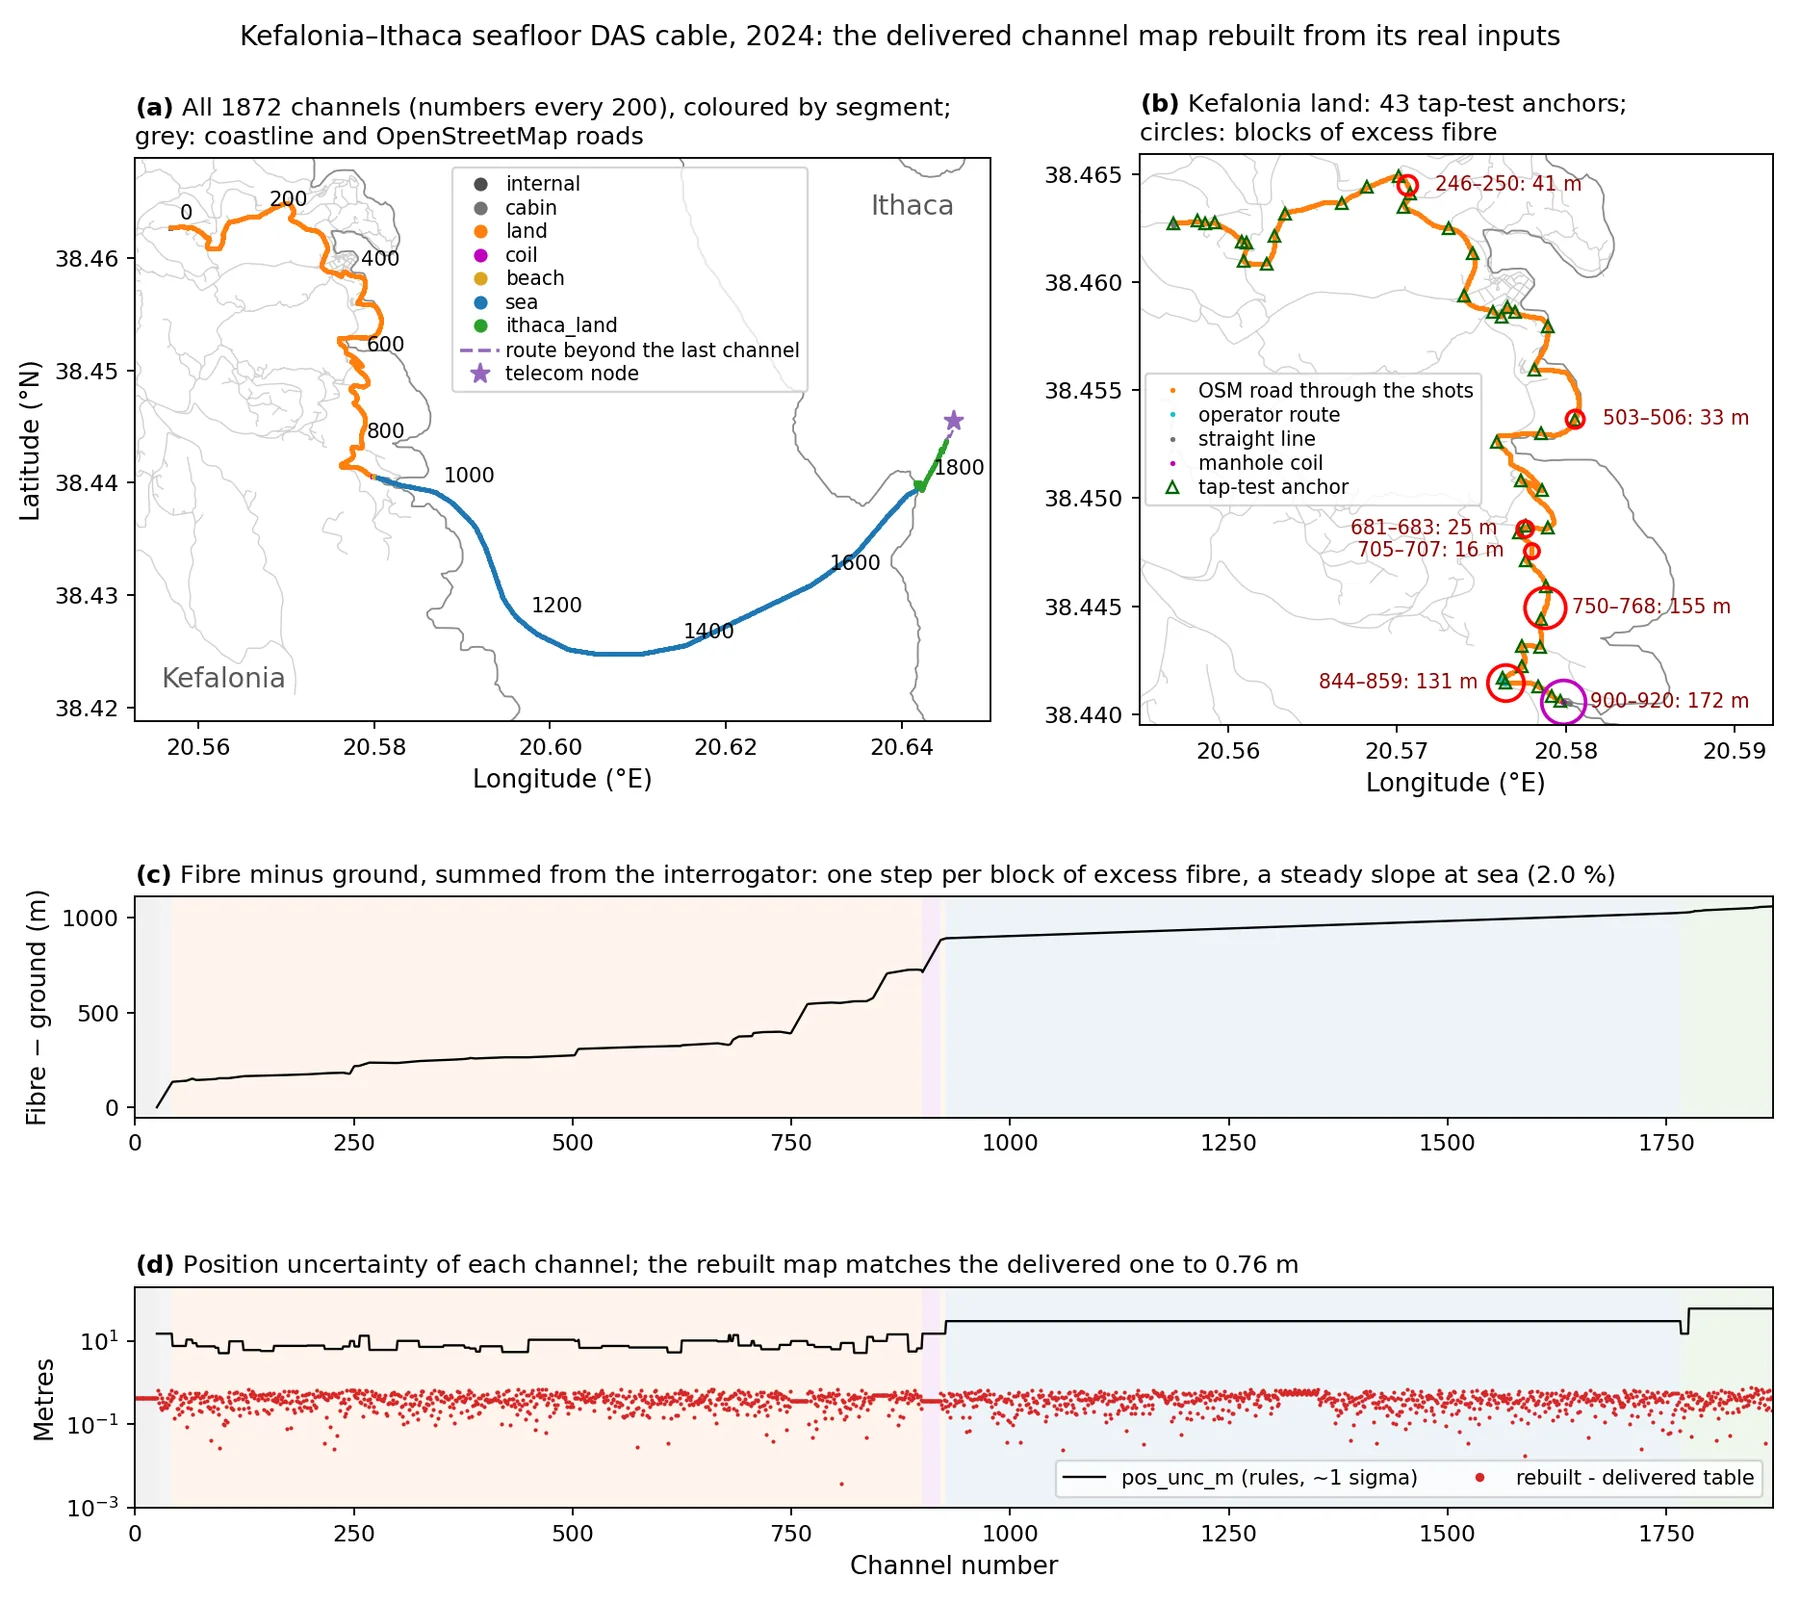 Kefalonia–Ithaca seafloor DAS cable, 2024: the delivered channel map rebuilt from its real inputs
(a) All 1872 channels (numbers every 200), coloured by segment;
grey: coastline and OpenStreetMap roads
internal
cabin
land
coil
beach
sea
ithaca_land
route beyond the last channel
telecom node
Ithaca
Kefalonia
0
200
400
600
800
1000
1200
1400
1600
1800
38.46
38.45
38.44
38.43
38.42
Latitude (°N)
20.56 20.58 20.60 20.62 20.64
Longitude (°E)
(b) Kefalonia land: 43 tap-test anchors;
circles: blocks of excess fibre
246–250: 41 m
503–506: 33 m
681–683: 25 m
705–707: 16 m
750–768: 155 m
844–859: 131 m
900–920: 172 m
OSM road through the shots
operator route
straight line
manhole coil
tap-test anchor
38.465
38.460
38.455
38.450
38.445
38.440
20.56 20.57 20.58 20.59
Longitude (°E)
(c) Fibre minus ground, summed from the interrogator: one step per block of excess fibre, a steady slope at sea (2.0 %)
Fibre − ground (m)
1000
500
0
0 250 500 750 1000 1250 1500 1750
(d) Position uncertainty of each channel; the rebuilt map matches the delivered one to 0.76 m
Metres
10¹
10⁻¹
10⁻³
pos_unc_m (rules, ~1 sigma)
rebuilt - delivered table
0 250 500 750 1000 1250 1500 1750
Channel number